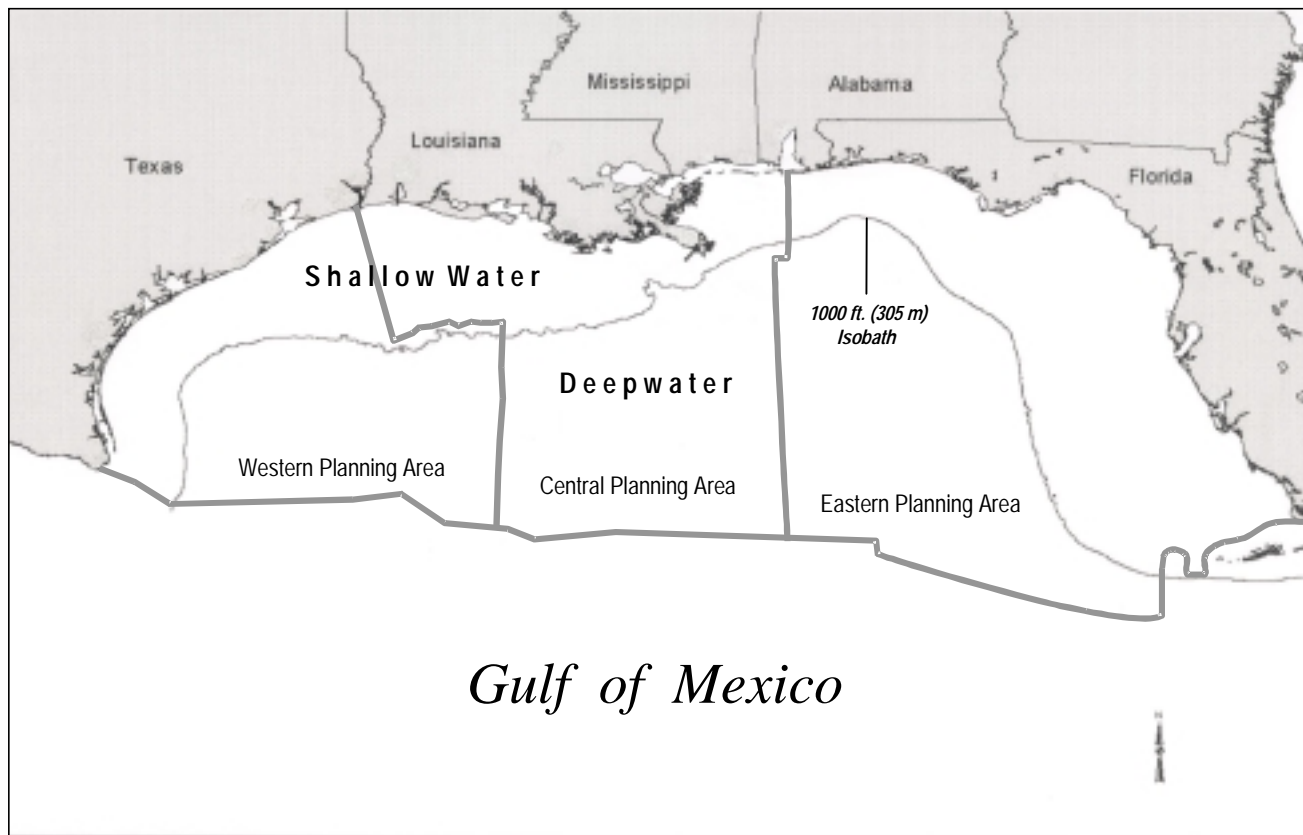 Mississippi
Alabama
Louisiana
Texas
Florida
Shallow Water
1000 ft. (305 m)
Isobath
Deepwater
Western Planning Area
Central Planning Area
Eastern Planning Area
Gulf of Mexico